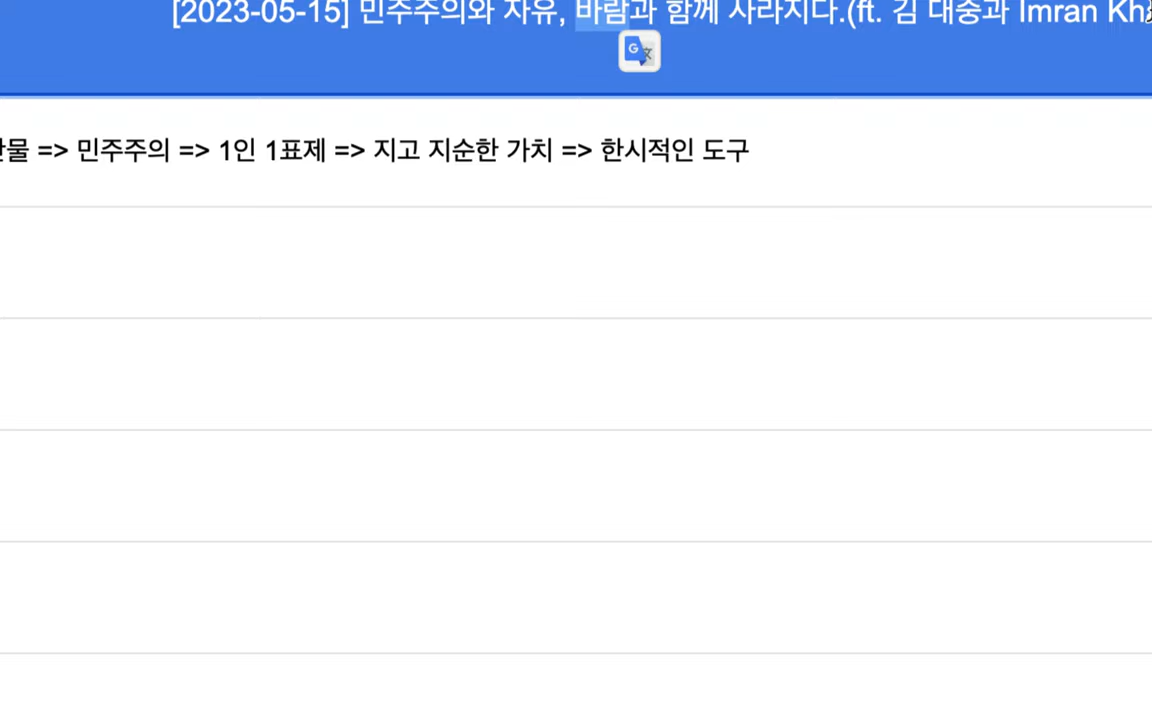 [2023-05-15] 민주주의와 자유, 바람과 함께 사라지다.(ft. 김 대중과 Imran
=> 민주주의 => 1인 1표제 => 지고 지순한 가치 => 한시적인 도구